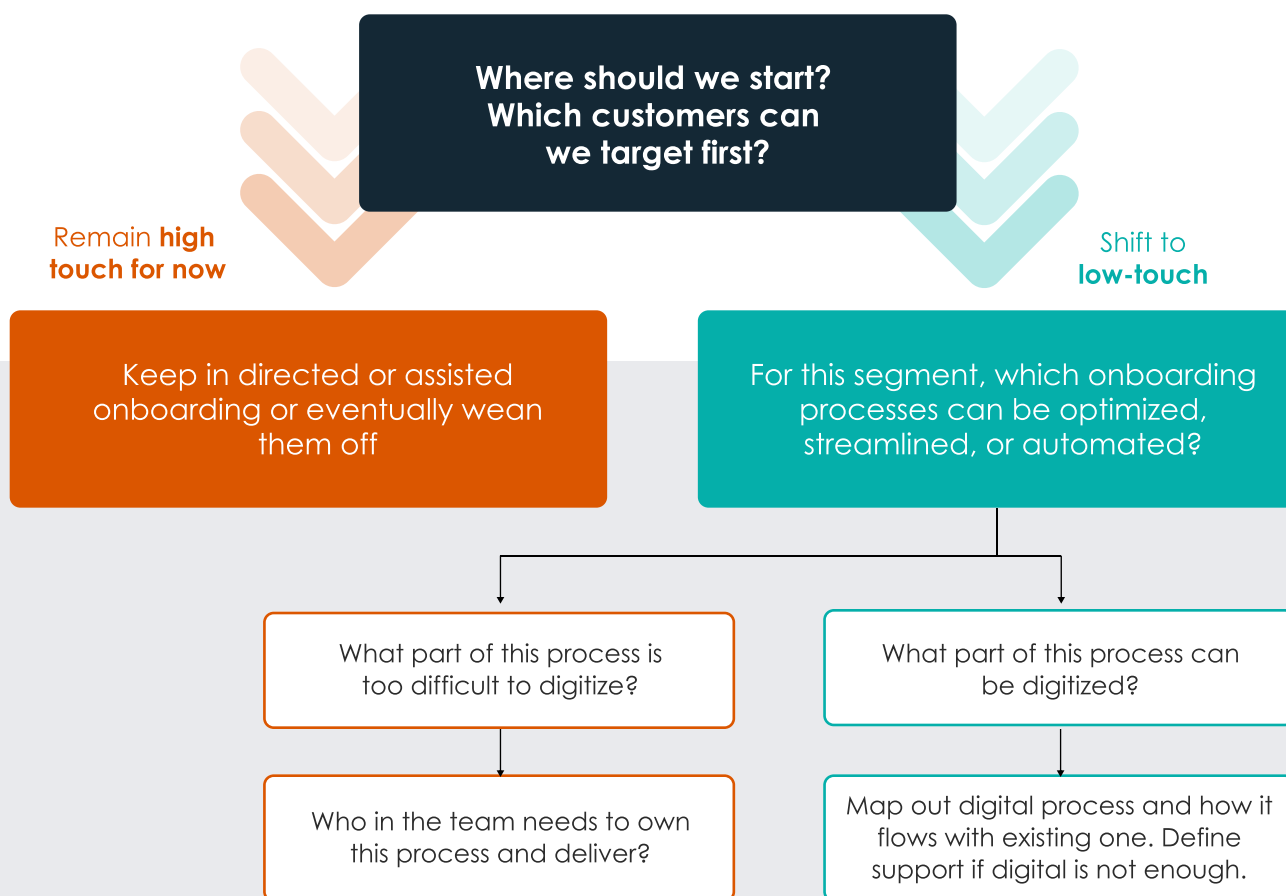 Where should we start?
Which customers can
we target first?
Remain high
touch for now
Shift to
low-touch
Keep in directed or assisted
onboarding or eventually wean
them off
For this segment, which onboarding
processes can be optimized,
streamlined, or automated?
What part of this process is
too difficult to digitize?
What part of this process can
be digitized?
Who in the team needs to own
this process and deliver?
Map out digital process and how it
flows with existing one. Define
support if digital is not enough.